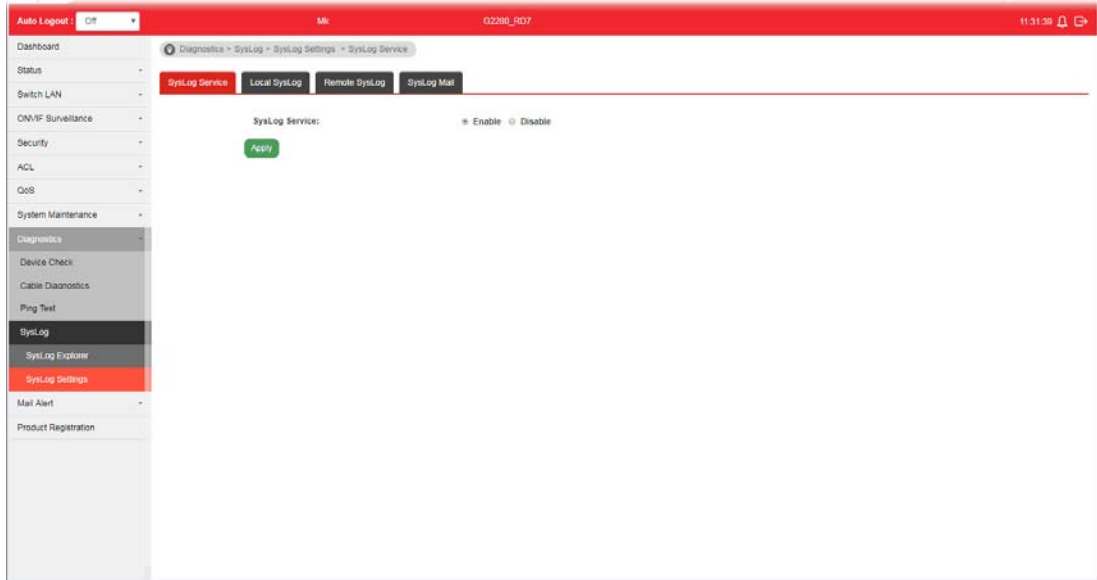 Auto Logout : Off Mk G2280_RD7 11:31:39
Dashboard
Status
Switch LAN
ONVIF Surveillance
Security
ACL
QoS
System Maintenance
Diagnostics
Device Check
Cable Diagnostics
Ping Test
SysLog
SysLog Explorer
SysLog Settings
Mail Alert
Product Registration
Diagnostics > SysLog > SysLog Settings > SysLog Service
SysLog Service Local SysLog Remote SysLog SysLog Mail
SysLog Service: Enable Disable
Apply